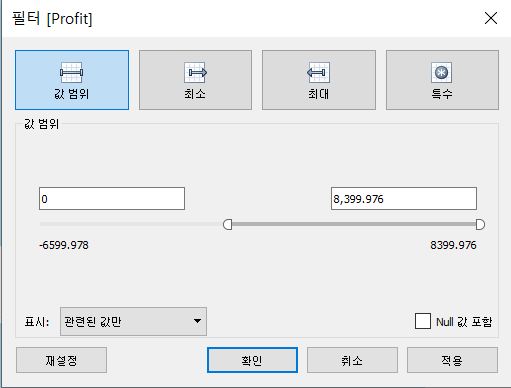 필터 [Profit]
값 범위 최소 최대 특수
값 범위
0 8,399.976
-6599.978 8399.976
표시: 관련된 값만 Null 값 포함
재설정 확인 취소 적용